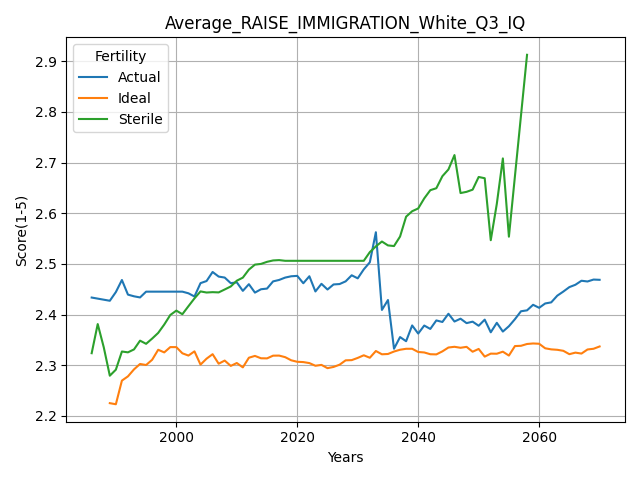 Average_RAISE_IMMIGRATION_White_Q3_IQ
Fertility
Actual
Ideal
Sterile
Score(1-5)
2.9
2.8
2.7
2.6
2.5
2.4
2.3
2.2
2000 2020 2040 2060
Years